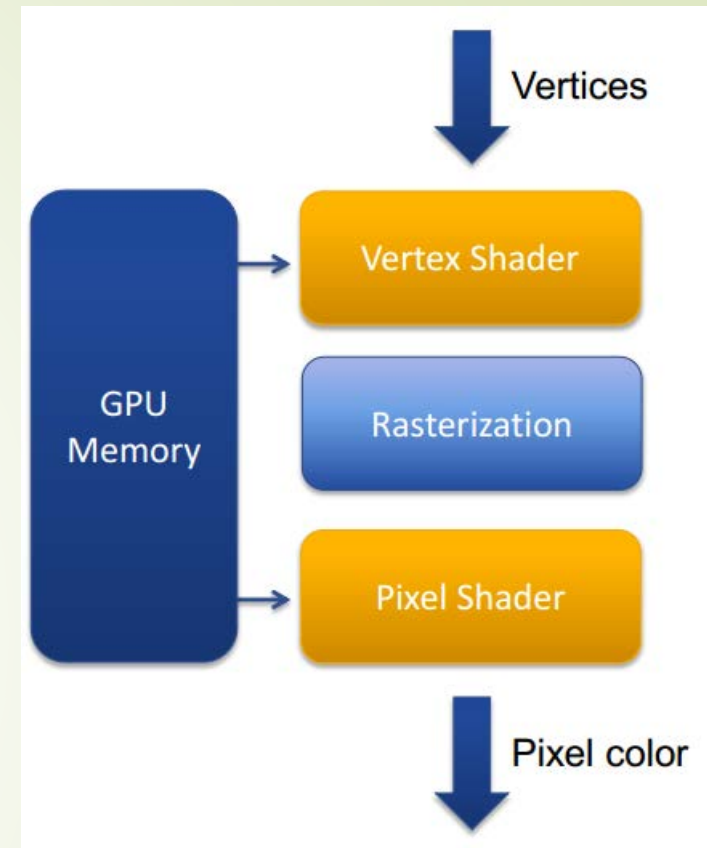 Vertices
Vertex Shader
GPU
Memory
Rasterization
Pixel Shader
Pixel color